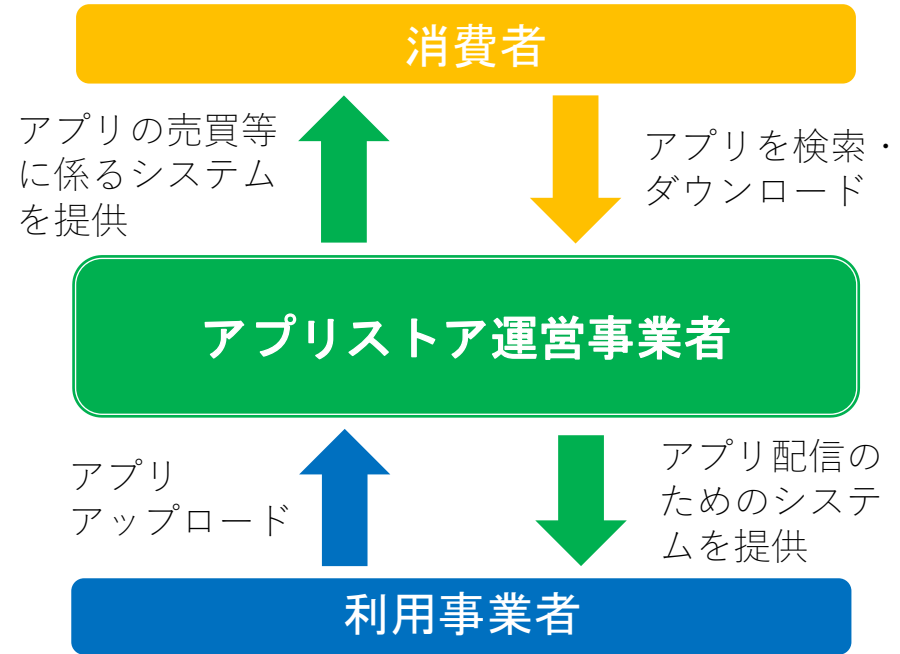 消費者
アプリの売買等
に係るシステム
を提供
アプリを検索・
ダウンロード
アプリストア運営事業者
アプリ
アップロード
アプリ配信の
ためのシステ
ムを提供
利用事業者